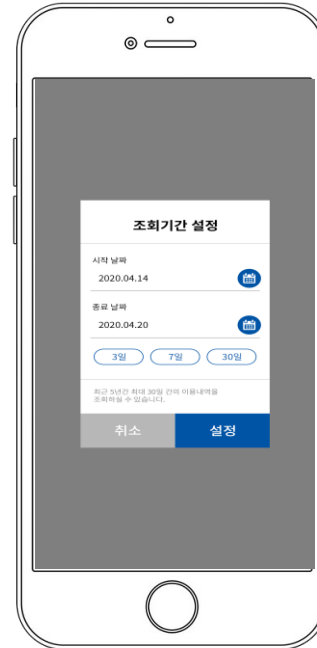 조회기간 설정
시작 날짜
2020.04.14
종료 날짜
2020.04.20
3일 7일 30일
최근 5년간 최대 30일 간의 이용내역을
조회하실 수 있습니다.
취소 설정